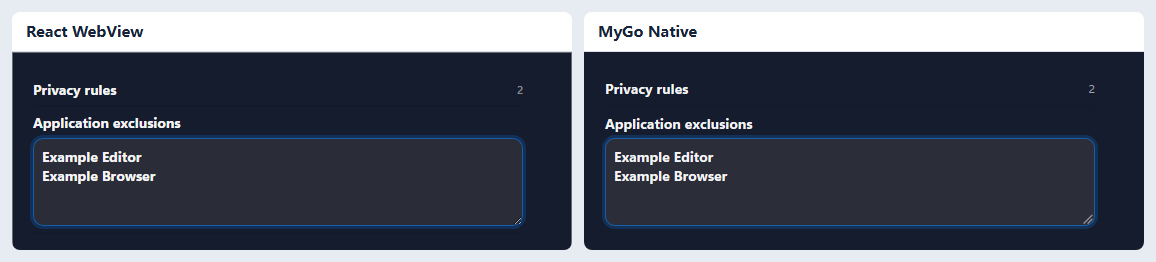 React WebView
Privacy rules
2
Application exclusions
Example Editor
Example Browser
MyGo Native
Privacy rules
2
Application exclusions
Example Editor
Example Browser